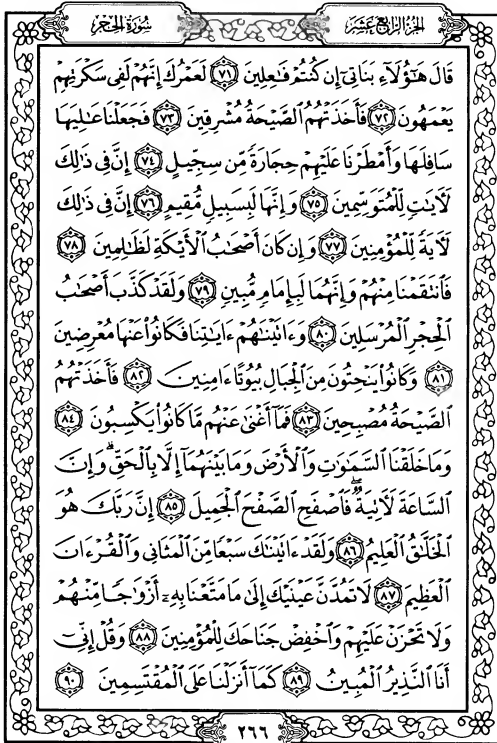 الجزء الرابع عشر
سورة الحجر
قَالَ هَٰٓؤُلَآءِ بَنَاتِيٓ إِن كُنتُمْ فَٰعِلِينَ ٧١ لَعَمْرُكَ إِنَّهُمْ لَفِي سَكْرَتِهِمْ
يَعْمَهُونَ ٧٢ فَأَخَذَتْهُمُ ٱلصَّيْحَةُ مُشْرِقِينَ ٧٣ فَجَعَلْنَا عَٰلِيَهَا
سَافِلَهَا وَأَمْطَرْنَا عَلَيْهِمْ حِجَارَةً مِّن سِجِّيلٍ ٧٤ إِنَّ فِي ذَٰلِكَ
لَأٓيَٰتٍ لِّلْمُتَوَسِّمِينَ ٧٥ وَإِنَّهَا لَبِسَبِيلٍ مُّقِيمٍ ٧٦ إِنَّ فِي ذَٰلِكَ
لَأٓيَةً لِّلْمُؤْمِنِينَ ٧٧ وَإِن كَانَ أَصْحَٰبُ ٱلْأَيْكَةِ لَظَٰلِمِينَ ٧٨
فَٱنتَقَمْنَا مِنْهُمْ وَإِنَّهُمَا لَبِإِمَامٍ مُّبِينٍ ٧٩ وَلَقَدْ كَذَّبَ أَصْحَٰبُ
ٱلْحِجْرِ ٱلْمُرْسَلِينَ ٨٠ وَءَاتَيْنَٰهُمْ ءَايَٰتِنَا فَكَانُوا۟ عَنْهَا مُعْرِضِينَ
٨١ وَكَانُوا۟ يَنْحِتُونَ مِنَ ٱلْجِبَالِ بُيُوتًا ءَامِنِينَ ٨٢ فَأَخَذَتْهُمُ
ٱلصَّيْحَةُ مُصْبِحِينَ ٨٣ فَمَآ أَغْنَىٰ عَنْهُم مَّا كَانُوا۟ يَكْسِبُونَ ٨٤
وَمَا خَلَقْنَا ٱلسَّمَٰوَٰتِ وَٱلْأَرْضَ وَمَا بَيْنَهُمَآ إِلَّا بِٱلْحَقِّ ۗ وَإِنَّ
ٱلسَّاعَةَ لَأٓتِيَةٌ ۖ فَٱصْفَحِ ٱلصَّفْحَ ٱلْجَمِيلَ ٨٥ إِنَّ رَبَّكَ هُوَ
ٱلْخَلَّٰقُ ٱلْعَلِيمُ ٨٦ وَلَقَدْ ءَاتَيْنَٰكَ سَبْعًا مِّنَ ٱلْمَثَانِي وَٱلْقُرْءَانَ
ٱلْعَظِيمَ ٨٧ لَا تَمُدَّنَّ عَيْنَيْكَ إِلَىٰ مَا مَتَّعْنَا بِهِۦٓ أَزْوَٰجًا مِّنْهُمْ
وَلَا تَحْزَنْ عَلَيْهِمْ وَٱخْفِضْ جَنَاحَكَ لِلْمُؤْمِنِينَ ٨٨ وَقُلْ إِنِّيٓ
أَنَا ٱلنَّذِيرُ ٱلْمُبِينُ ٨٩ كَمَآ أَنزَلْنَا عَلَى ٱلْمُقْتَسِمِينَ ٩٠
٢٦٦